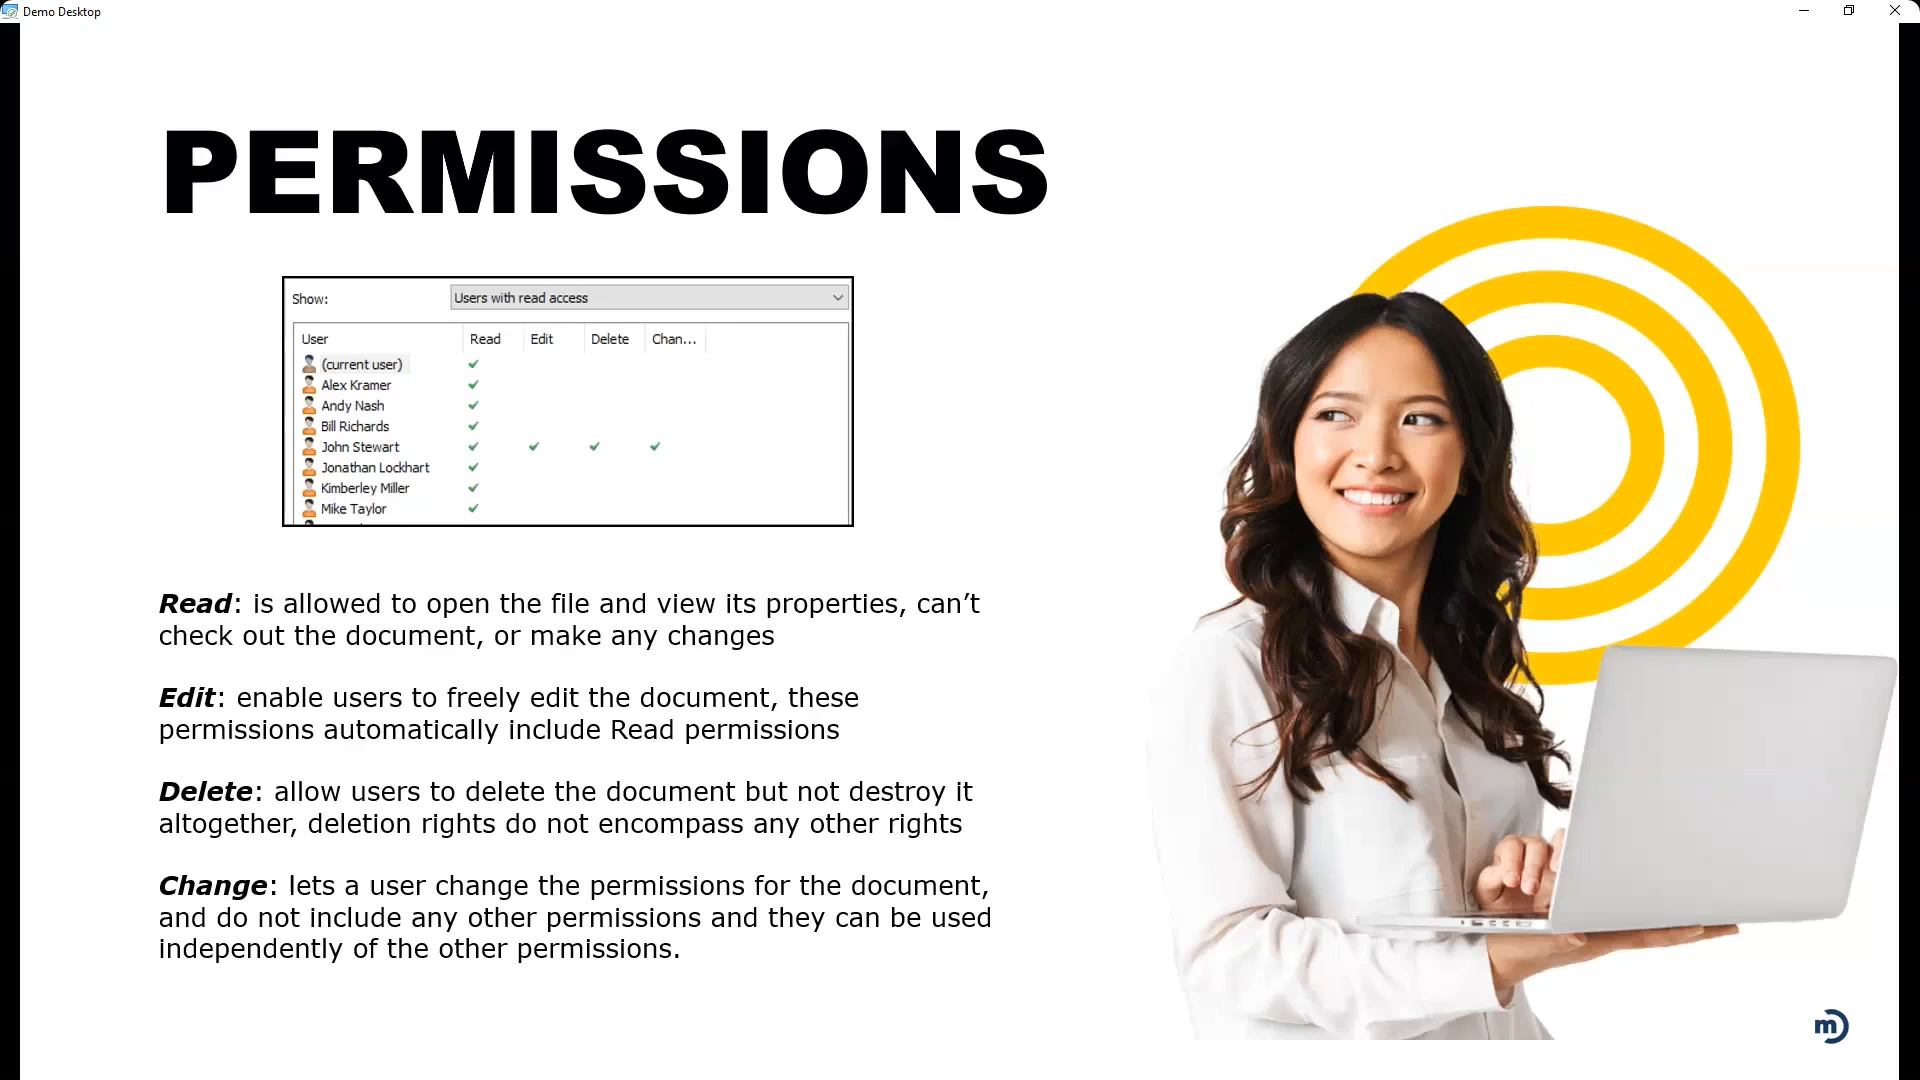 Demo Desktop
PERMISSIONS
Show: Users with read access
User Read Edit Delete Chan...
(current user)
Alex Kramer
Andy Nash
Bill Richards
John Stewart
Jonathan Lockhart
Kimberley Miller
Mike Taylor
Read: is allowed to open the file and view its properties, can’t
check out the document, or make any changes
Edit: enable users to freely edit the document, these
permissions automatically include Read permissions
Delete: allow users to delete the document but not destroy it
altogether, deletion rights do not encompass any other rights
Change: lets a user change the permissions for the document,
and do not include any other permissions and they can be used
independently of the other permissions.
m